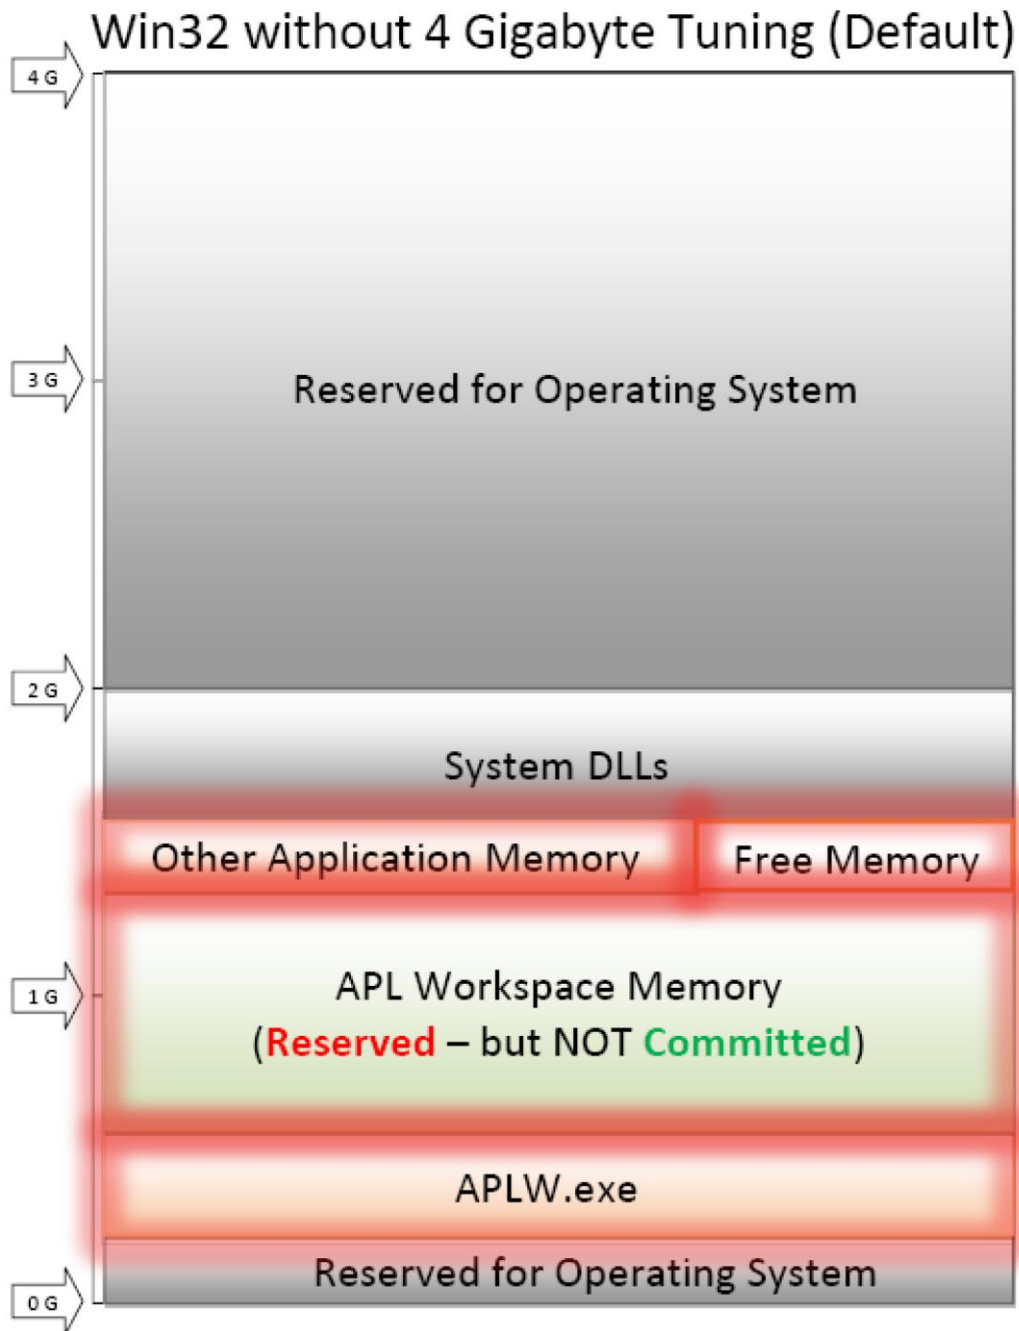 Win32 without 4 Gigabyte Tuning (Default)
4 G
3 G
Reserved for Operating System
2 G
System DLLs
Other Application Memory
Free Memory
1 G
APL Workspace Memory
(Reserved – but NOT Committed)
APLW.exe
Reserved for Operating System
0 G